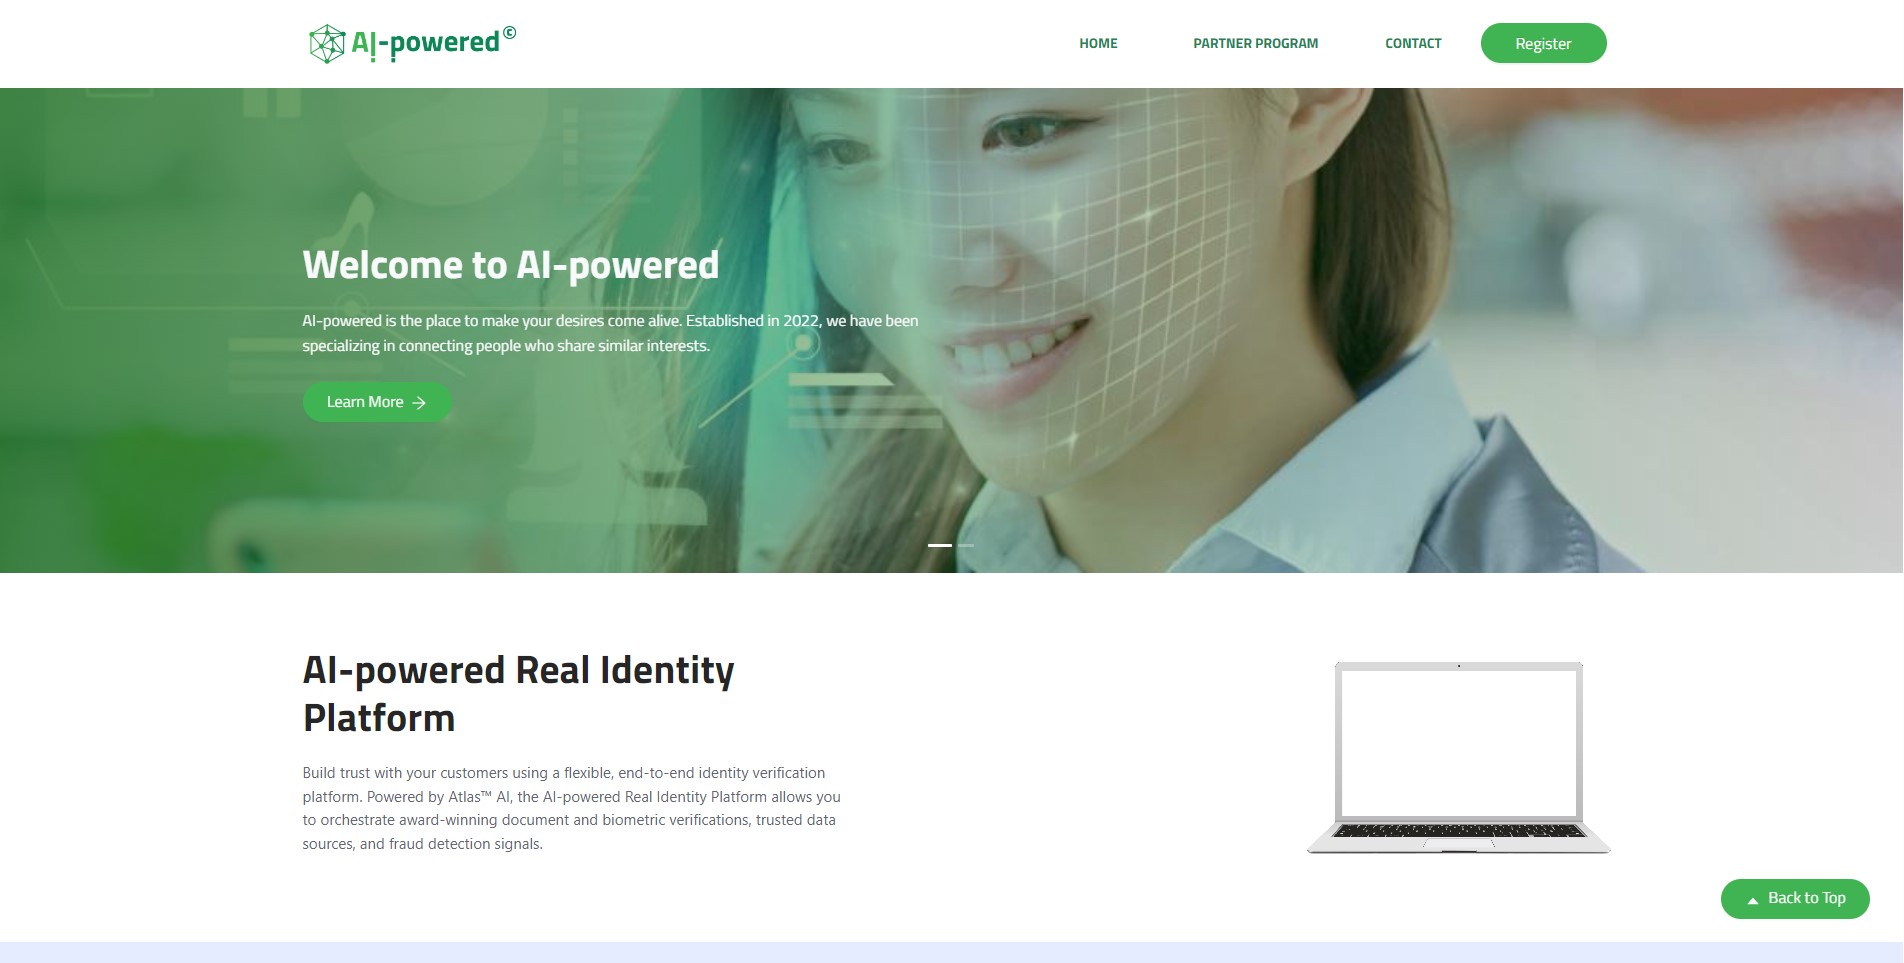 AI-powered©
HOME
PARTNER PROGRAM
CONTACT
Register
Welcome to AI-powered
AI-powered is the place to make your desires come alive. Established in 2022, we have been
specializing in connecting people who share similar interests.
Learn More →
AI-powered Real Identity
Platform
Build trust with your customers using a flexible, end-to-end identity verification
platform. Powered by Atlas™ AI, the AI-powered Real Identity Platform allows you
to orchestrate award-winning document and biometric verifications, trusted data
sources, and fraud detection signals.
Back to Top